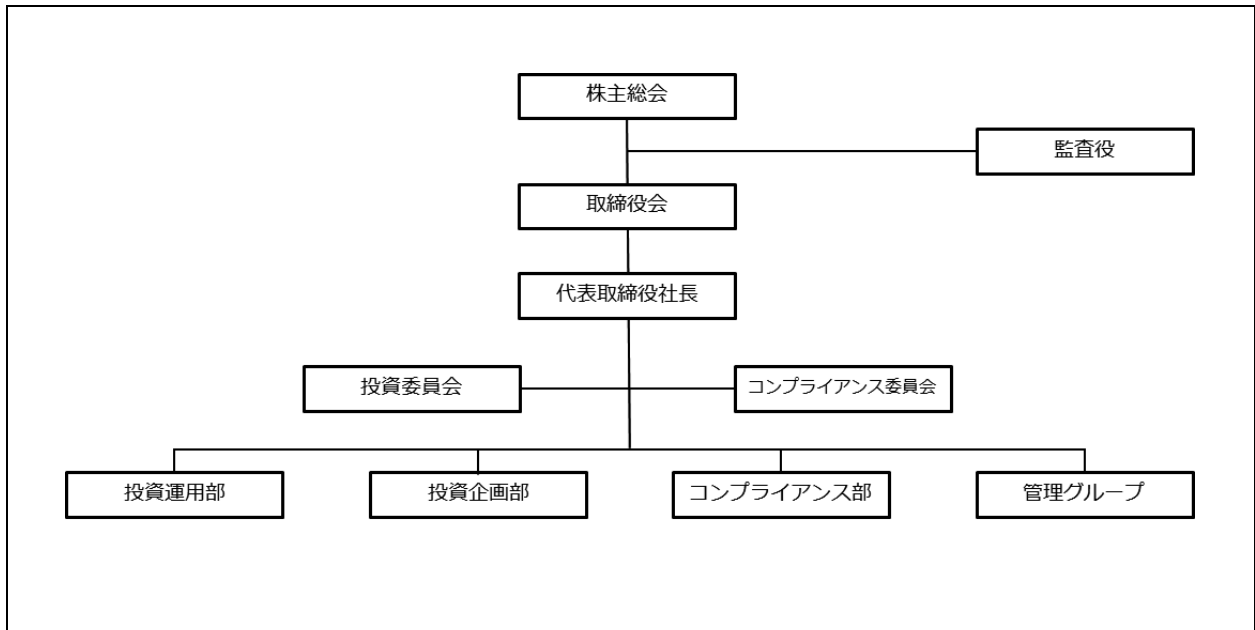 株主総会
監査役
取締役会
代表取締役社長
投資委員会
コンプライアンス委員会
投資運用部
投資企画部
コンプライアンス部
管理グループ